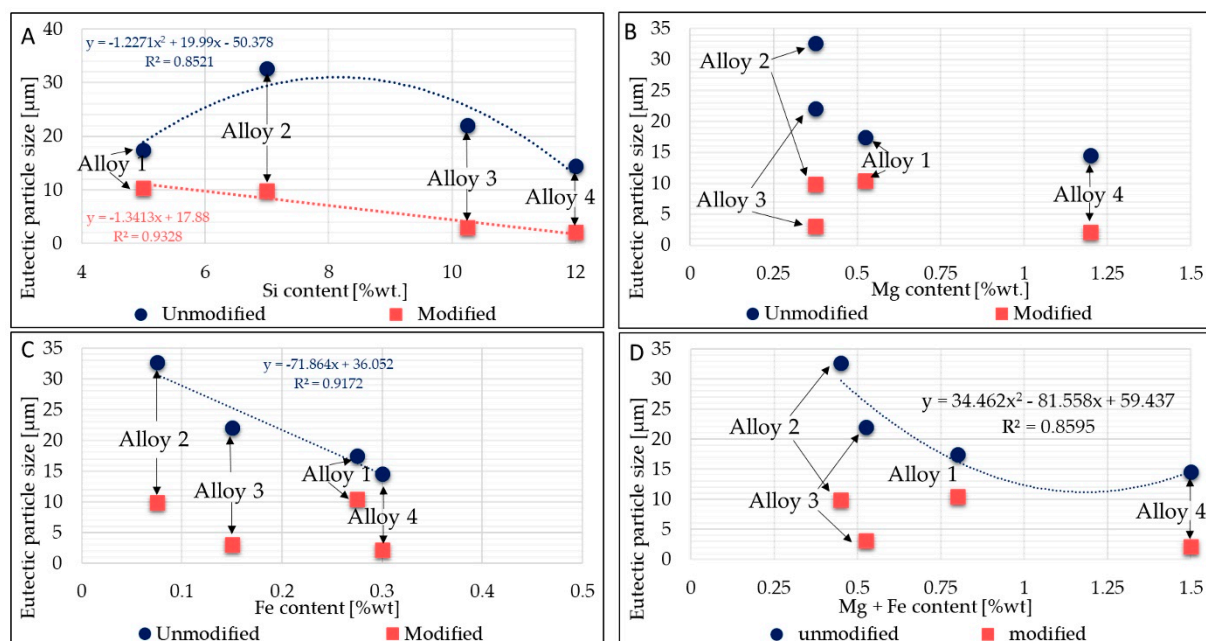 A
y = -1.2271x² + 19.99x - 50.378
R² = 0.8521
Eutectic particle size [µm]
40
30
20
10
0
Alloy 1
Alloy 2
Alloy 3
Alloy 4
y = -1.3413x + 17.88
R² = 0.9328
4 6 8 10 12
Si content [%wt.]
Unmodified Modified
B
Eutectic particle size [µm]
35
30
25
20
15
10
5
0
Alloy 2
Alloy 3
Alloy 1
Alloy 4
0 0.25 0.5 0.75 1 1.25 1.5
Mg content [%wt.]
Unmodified Modified
C
y = -71.864x + 36.052
R² = 0.9172
Eutectic particle size [µm]
35
30
25
20
15
10
5
0
Alloy 2
Alloy 3
Alloy 1
Alloy 4
0 0.1 0.2 0.3 0.4 0.5
Fe content [%wt]
Unmodified Modified
D
y = 34.462x² - 81.558x + 59.437
R² = 0.8595
Eutectic particle size [µm]
35
30
25
20
15
10
5
0
Alloy 2
Alloy 3
Alloy 1
Alloy 4
0 0.25 0.5 0.75 1 1.25 1.5
Mg + Fe content [%wt]
unmodified modified